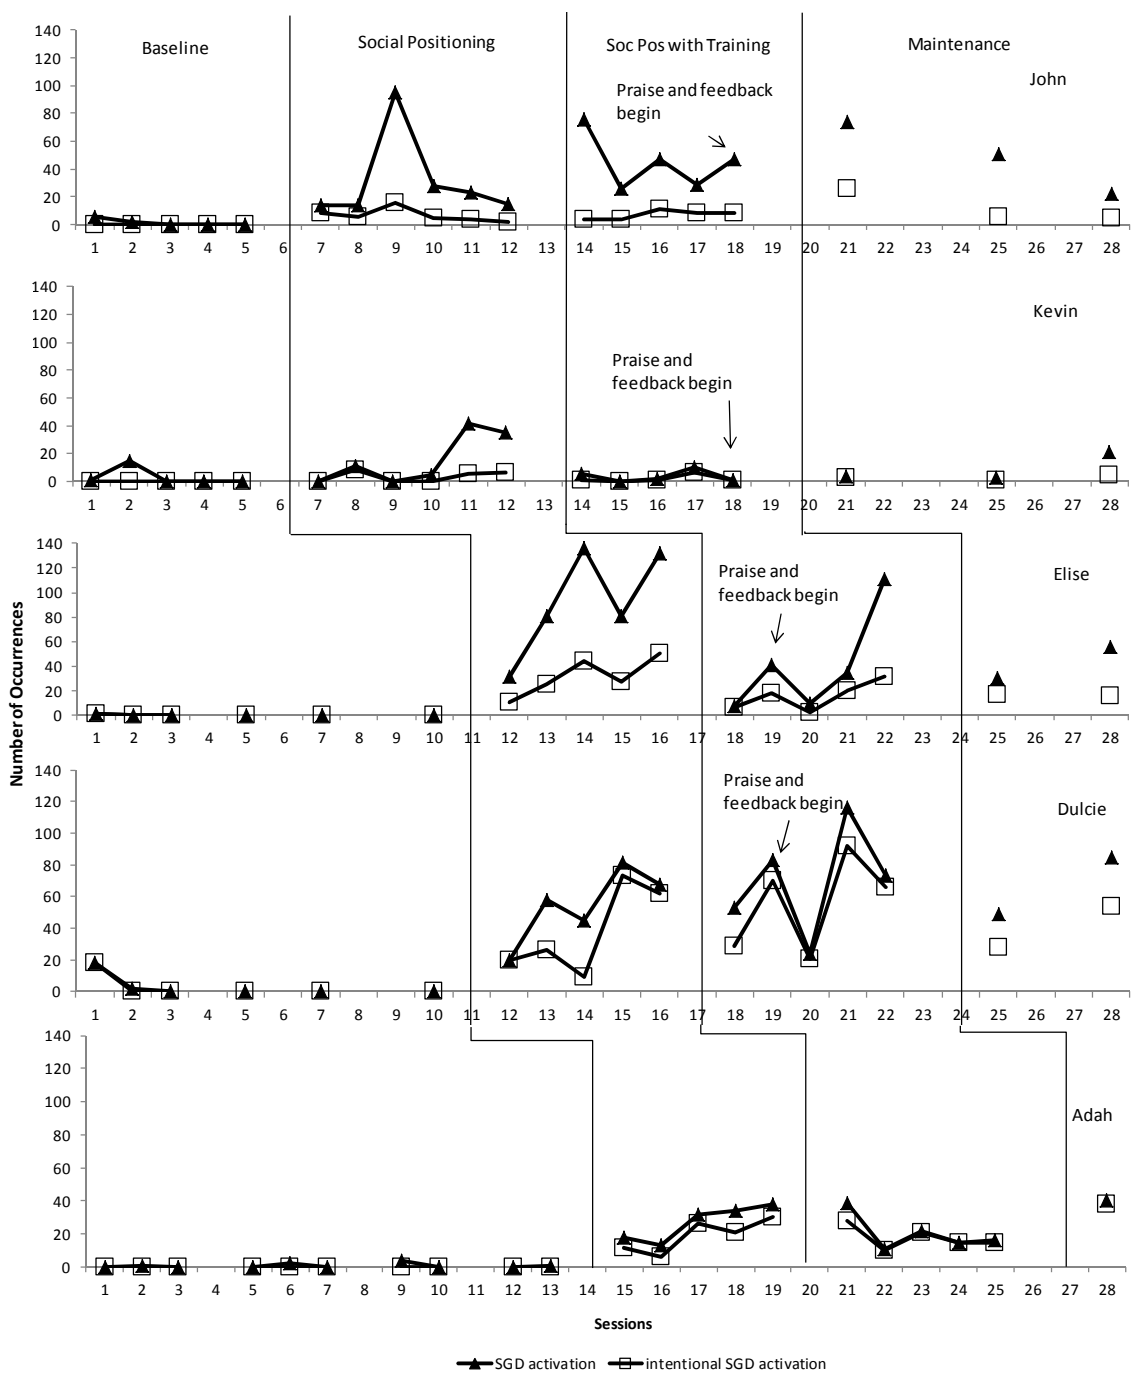 Baseline
Social Positioning
Soc Pos with Training
Maintenance
John
Praise and feedback
begin
140
120
100
80
60
40
20
0
1 2 3 4 5 6 7 8 9 10 11 12 13 14 15 16 17 18 19 20 21 22 23 24 25 26 27 28
Kevin
Praise and
feedback begin
140
120
100
80
60
40
20
0
1 2 3 4 5 6 7 8 9 10 11 12 13 14 15 16 17 18 19 20 21 22 23 24 25 26 27 28
Number of Occurrences
Elise
Praise and
feedback begin
140
120
100
80
60
40
20
0
1 2 3 4 5 6 7 8 9 10 11 12 13 14 15 16 17 18 19 20 21 22 23 24 25 26 27 28
Dulcie
Praise and
feedback begin
140
120
100
80
60
40
20
0
1 2 3 4 5 6 7 8 9 10 11 12 13 14 15 16 17 18 19 20 21 22 23 24 25 26 27 28
Adah
140
120
100
80
60
40
20
0
1 2 3 4 5 6 7 8 9 10 11 12 13 14 15 16 17 18 19 20 21 22 23 24 25 26 27 28
Sessions
SGD activation intentional SGD activation